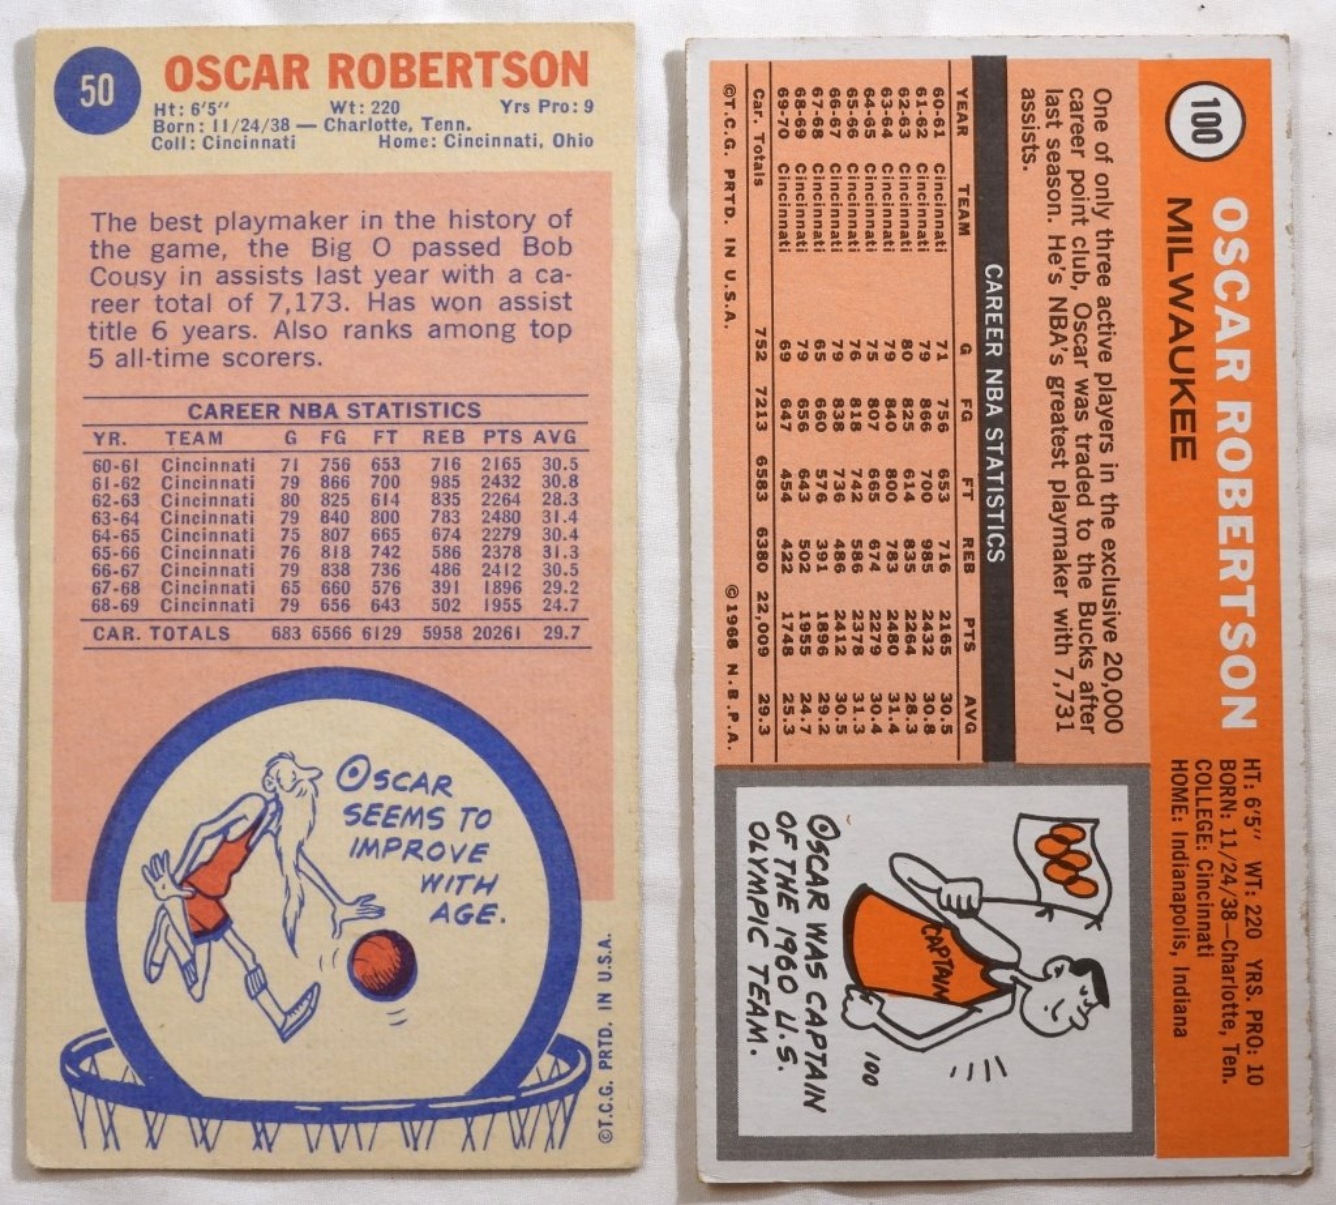 50
OSCAR ROBERTSON
Ht: 6'5" Wt: 220 Yrs Pro: 9
Born: 11/24/38 — Charlotte, Tenn.
Coll: Cincinnati Home: Cincinnati, Ohio
The best playmaker in the history of
the game, the Big O passed Bob
Cousy in assists last year with a ca-
reer total of 7,173. Has won assist
title 6 years. Also ranks among top
5 all-time scorers.
CAREER NBA STATISTICS
YR. TEAM G FG FT REB PTS AVG
60-61 Cincinnati 71 756 653 716 2165 30.5
61-62 Cincinnati 79 866 700 985 2432 30.8
62-63 Cincinnati 80 825 614 835 2264 28.3
63-64 Cincinnati 79 840 800 783 2480 31.4
64-65 Cincinnati 75 807 665 674 2279 30.4
65-66 Cincinnati 76 818 742 586 2378 31.3
66-67 Cincinnati 79 838 736 486 2412 30.5
67-68 Cincinnati 65 660 576 391 1896 29.2
68-69 Cincinnati 79 656 643 502 1955 24.7
CAR. TOTALS 683 6566 6129 5958 20261 29.7
OSCAR
SEEMS TO
IMPROVE
WITH
AGE.
©T.C.G. PRTD. IN U.S.A.
100
OSCAR ROBERTSON
MILWAUKEE
HT: 6'5" WT: 220 YRS. PRO: 10
BORN: 11/24/38—Charlotte, Ten.
COLLEGE: Cincinnati
HOME: Indianapolis, Indiana
One of only three active players in the exclusive 20,000
career point club, Oscar was traded to the Bucks after
last season. He's NBA's greatest playmaker with 7,731
assists.
CAREER NBA STATISTICS
YEAR TEAM G FG FT REB PTS AVG
60-61 Cincinnati 71 756 653 716 2165 30.5
61-62 Cincinnati 79 866 700 985 2432 30.8
62-63 Cincinnati 80 825 614 835 2264 28.3
63-64 Cincinnati 79 840 800 783 2480 31.4
64-65 Cincinnati 75 807 665 674 2279 30.4
65-66 Cincinnati 76 818 742 586 2378 31.3
66-67 Cincinnati 79 838 736 486 2412 30.5
67-68 Cincinnati 65 660 576 391 1896 29.2
68-69 Cincinnati 79 656 643 502 1955 24.7
69-70 Cincinnati 69 647 454 422 1748 25.3
Car. Totals 752 7213 6583 6380 22,009 29.3
©T.C.G. PRTD. IN U.S.A. ©1968 N.B.P.A.
CAPTAIN
100
OSCAR WAS CAPTAIN
OF THE 1960 U.S.
OLYMPIC TEAM.